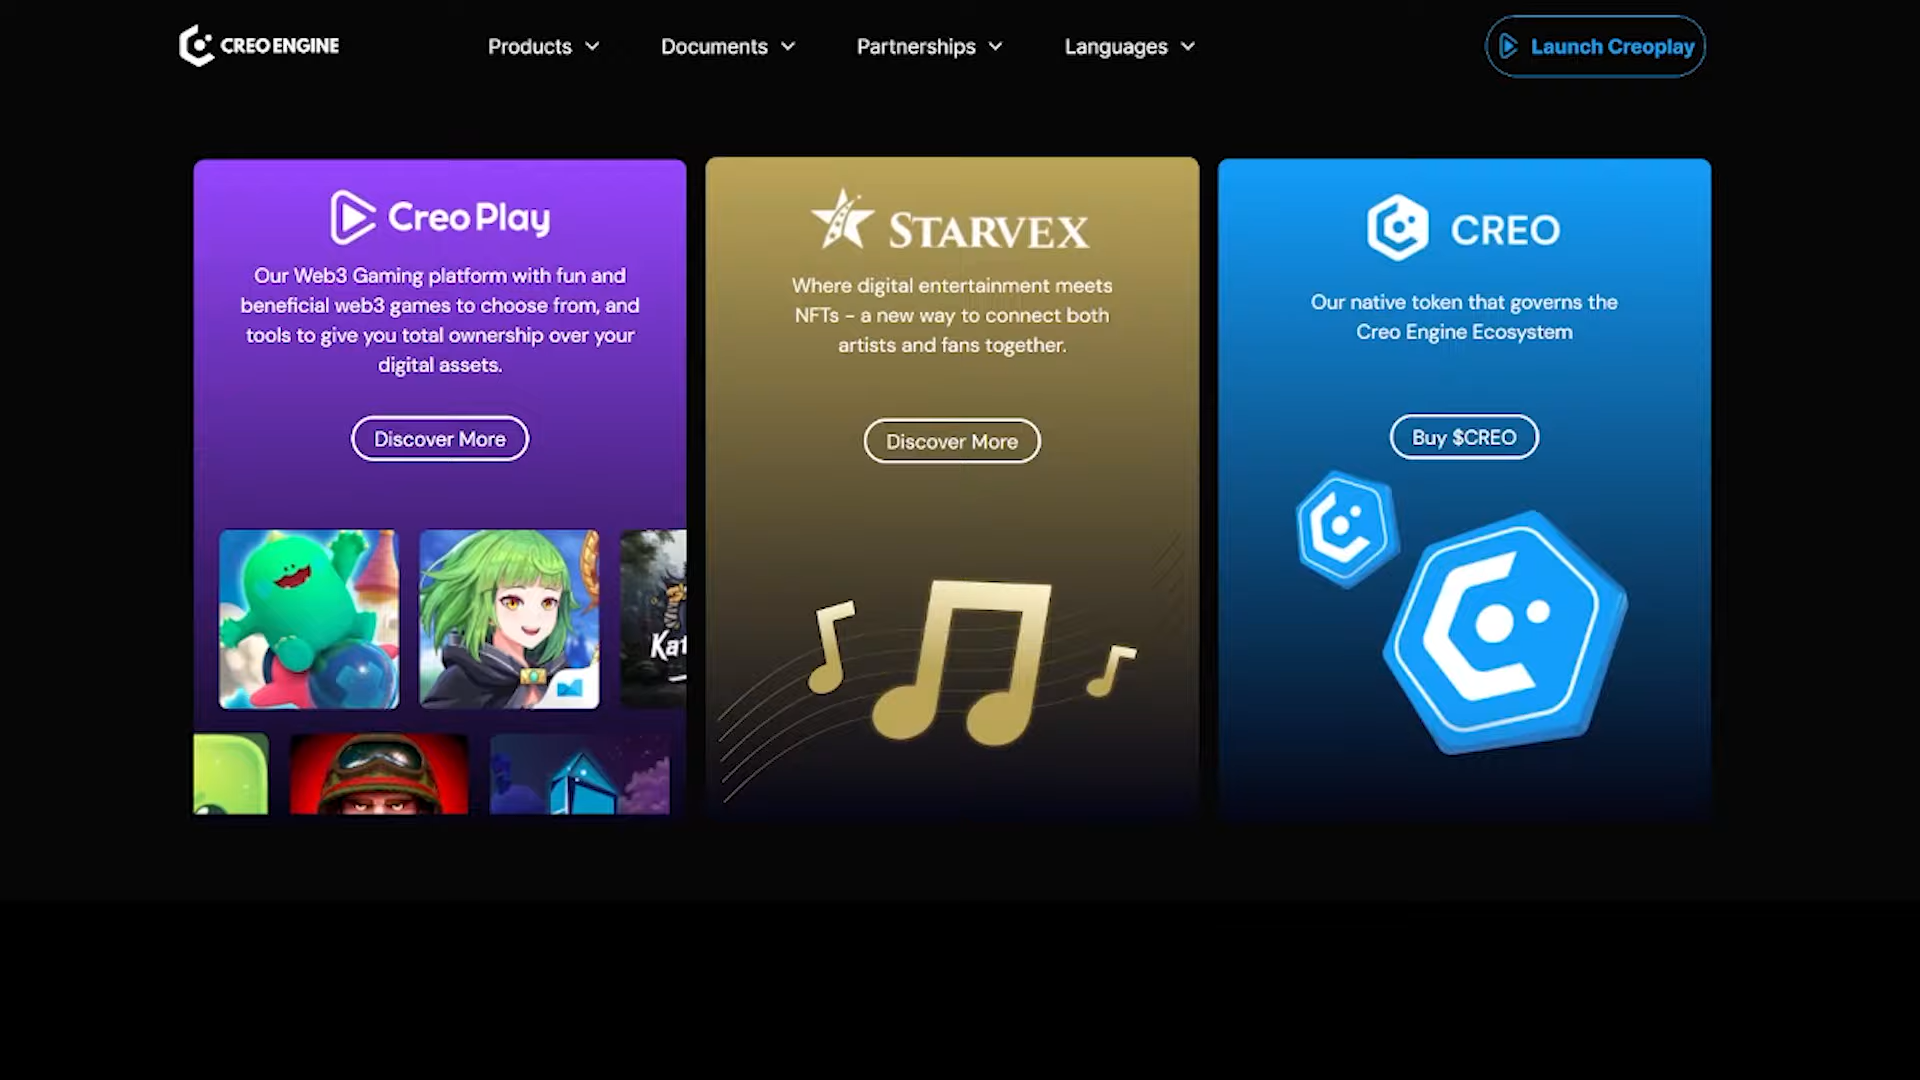 CREO ENGINE
Products
Documents
Partnerships
Languages
Launch Creoplay
Creo Play
Our Web3 Gaming platform with fun and
beneficial web3 games to choose from, and
tools to give you total ownership over your
digital assets.
Discover More
Kat
STARVEX
Where digital entertainment meets
NFTs - a new way to connect both
artists and fans together.
Discover More
CREO
Our native token that governs the
Creo Engine Ecosystem
Buy $CREO